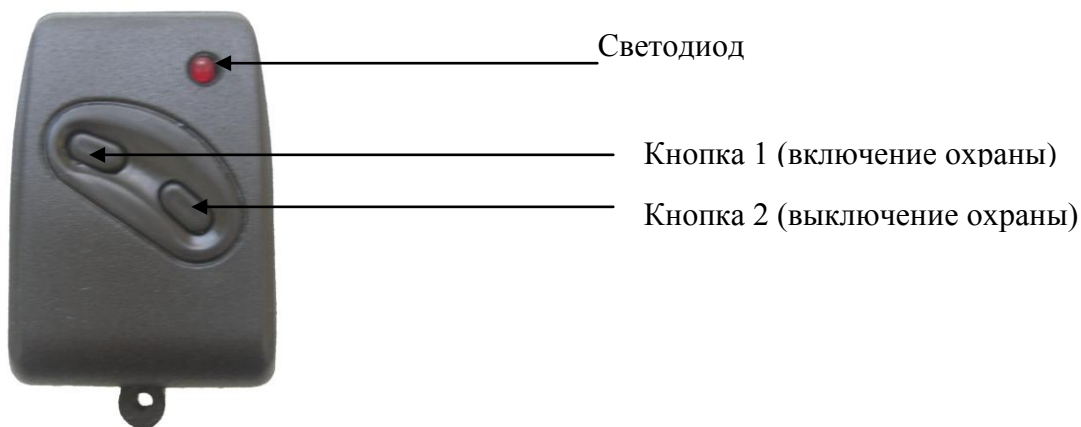 Светодиод
Кнопка 1 (включение охраны)
Кнопка 2 (выключение охраны)